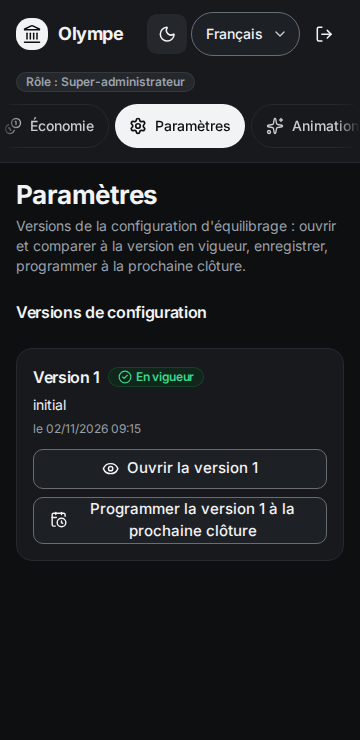 Olympe
Français
Rôle : Super-administrateur
Économie
Paramètres
Animation
Paramètres
Versions de la configuration d'équilibrage : ouvrir
et comparer à la version en vigueur, enregistrer,
programmer à la prochaine clôture.
Versions de configuration
Version 1
En vigueur
initial
le 02/11/2026 09:15
Ouvrir la version 1
Programmer la version 1 à la
prochaine clôture